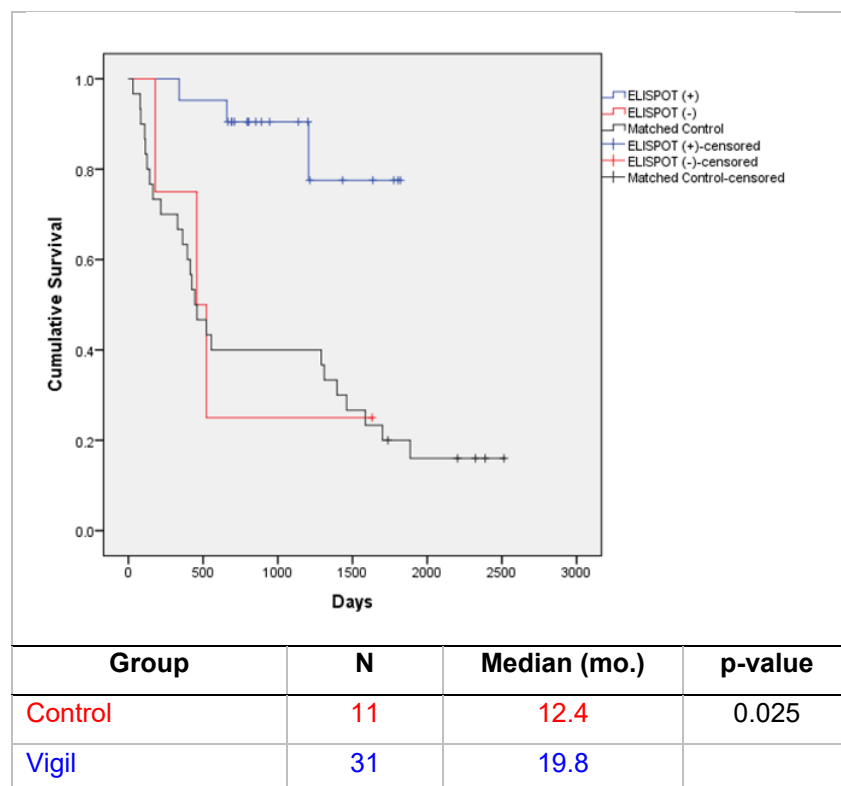 1.0
0.8
0.6
0.4
0.2
0.0
Cumulative Survival
0 500 1000 1500 2000 2500 3000
Days
ELISPOT (+)
ELISPOT (-)
Matched Control
ELISPOT (+)-censored
ELISPOT (-)-censored
Matched Control-censored
Group N Median (mo.) p-value
Control 11 12.4 0.025
Vigil 31 19.8